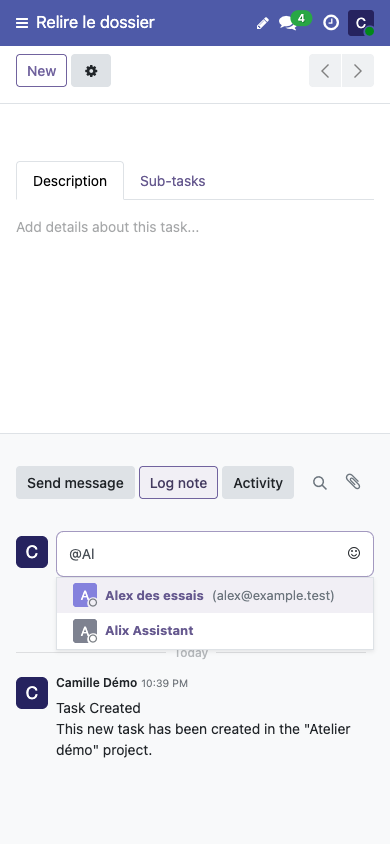 Relire le dossier
4
C
New
Description
Sub-tasks
Add details about this task...
Send message
Log note
Activity
C
@Al
A
Alex des essais (alex@example.test)
A
Alix Assistant
Today
C
Camille Démo 10:39 PM
Task Created
This new task has been created in the "Atelier
démo" project.